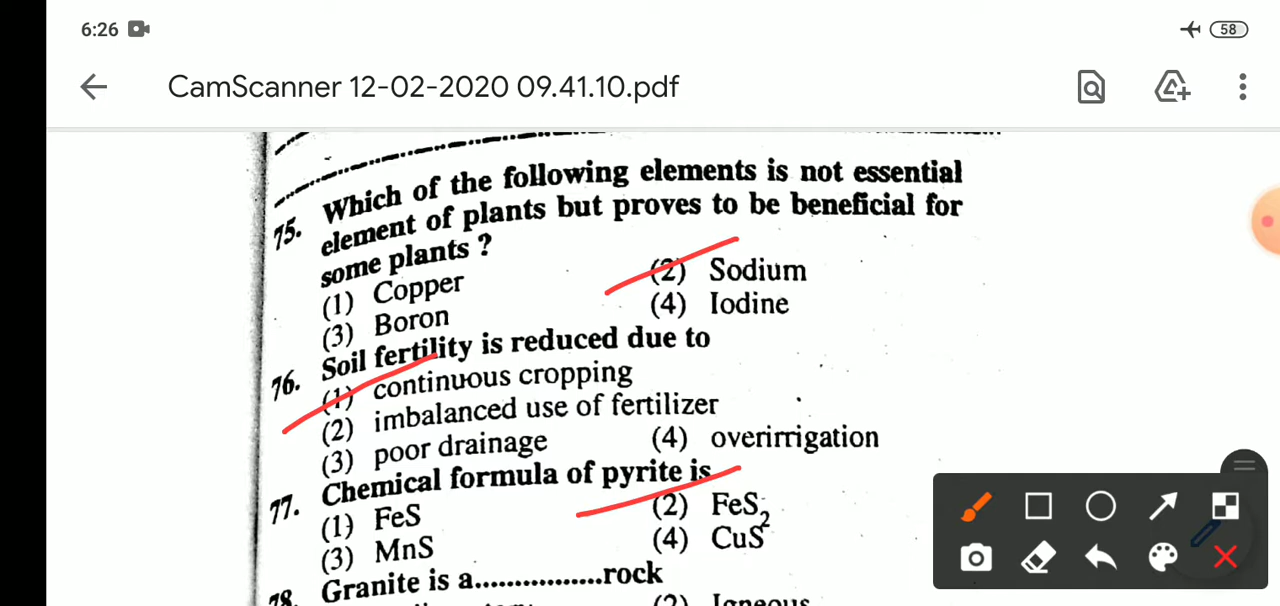 6:26
58
CamScanner 12-02-2020 09.41.10.pdf
75. Which of the following elements is not essential
element of plants but proves to be beneficial for
some plants ?
(1) Copper (2) Sodium
(3) Boron (4) Iodine
76. Soil fertility is reduced due to
(1) continuous cropping
(2) imbalanced use of fertilizer
(3) poor drainage (4) overirrigation
77. Chemical formula of pyrite is
(1) FeS (2) FeS2
(3) MnS (4) CuS
78. Granite is a................rock
(2) Igneous